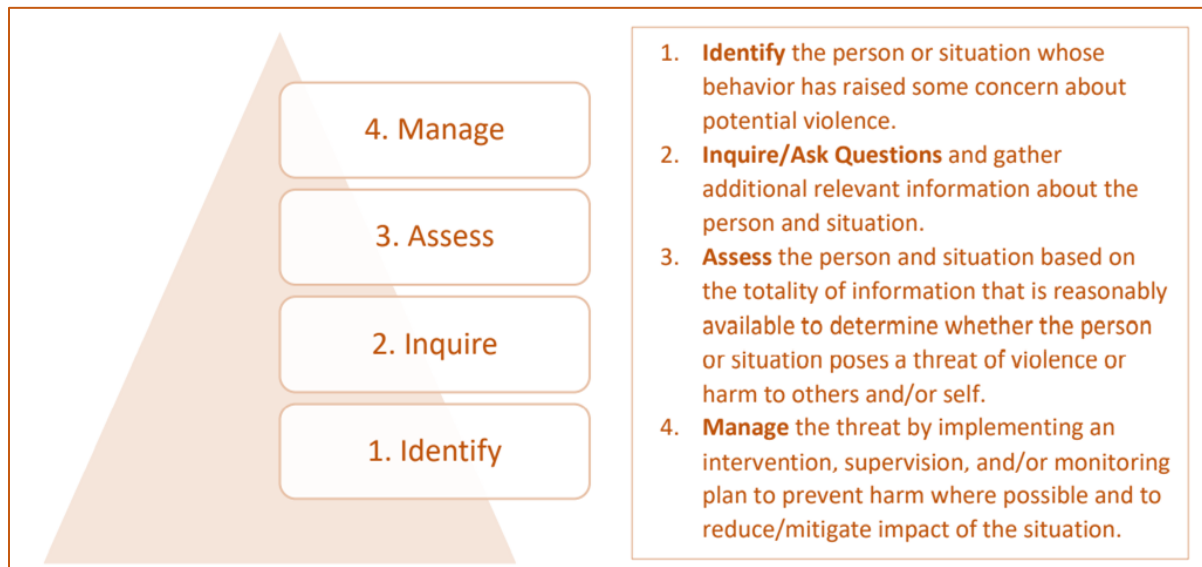 4. Manage
3. Assess
2. Inquire
1. Identify
1. Identify the person or situation whose
behavior has raised some concern about
potential violence.
2. Inquire/Ask Questions and gather
additional relevant information about the
person and situation.
3. Assess the person and situation based on
the totality of information that is reasonably
available to determine whether the person
or situation poses a threat of violence or
harm to others and/or self.
4. Manage the threat by implementing an
intervention, supervision, and/or monitoring
plan to prevent harm where possible and to
reduce/mitigate impact of the situation.